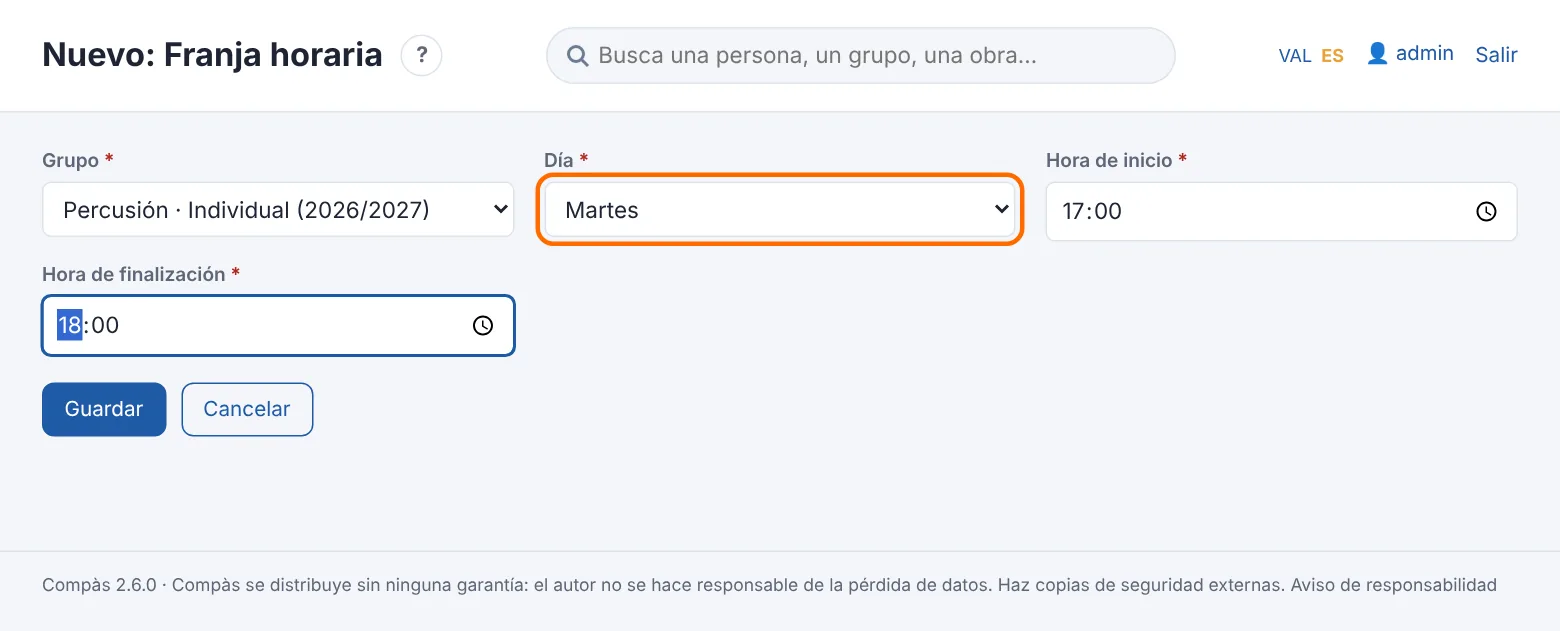 Nuevo: Franja horaria ?
Busca una persona, un grupo, una obra...
VAL ES admin Salir
Grupo * Día * Hora de inicio *
Percusión · Individual (2026/2027) Martes 17:00
Hora de finalización *
18:00
Guardar Cancelar
Compàs 2.6.0 · Compàs se distribuye sin ninguna garantía: el autor no se hace responsable de la pérdida de datos. Haz copias de seguridad externas. Aviso de responsabilidad